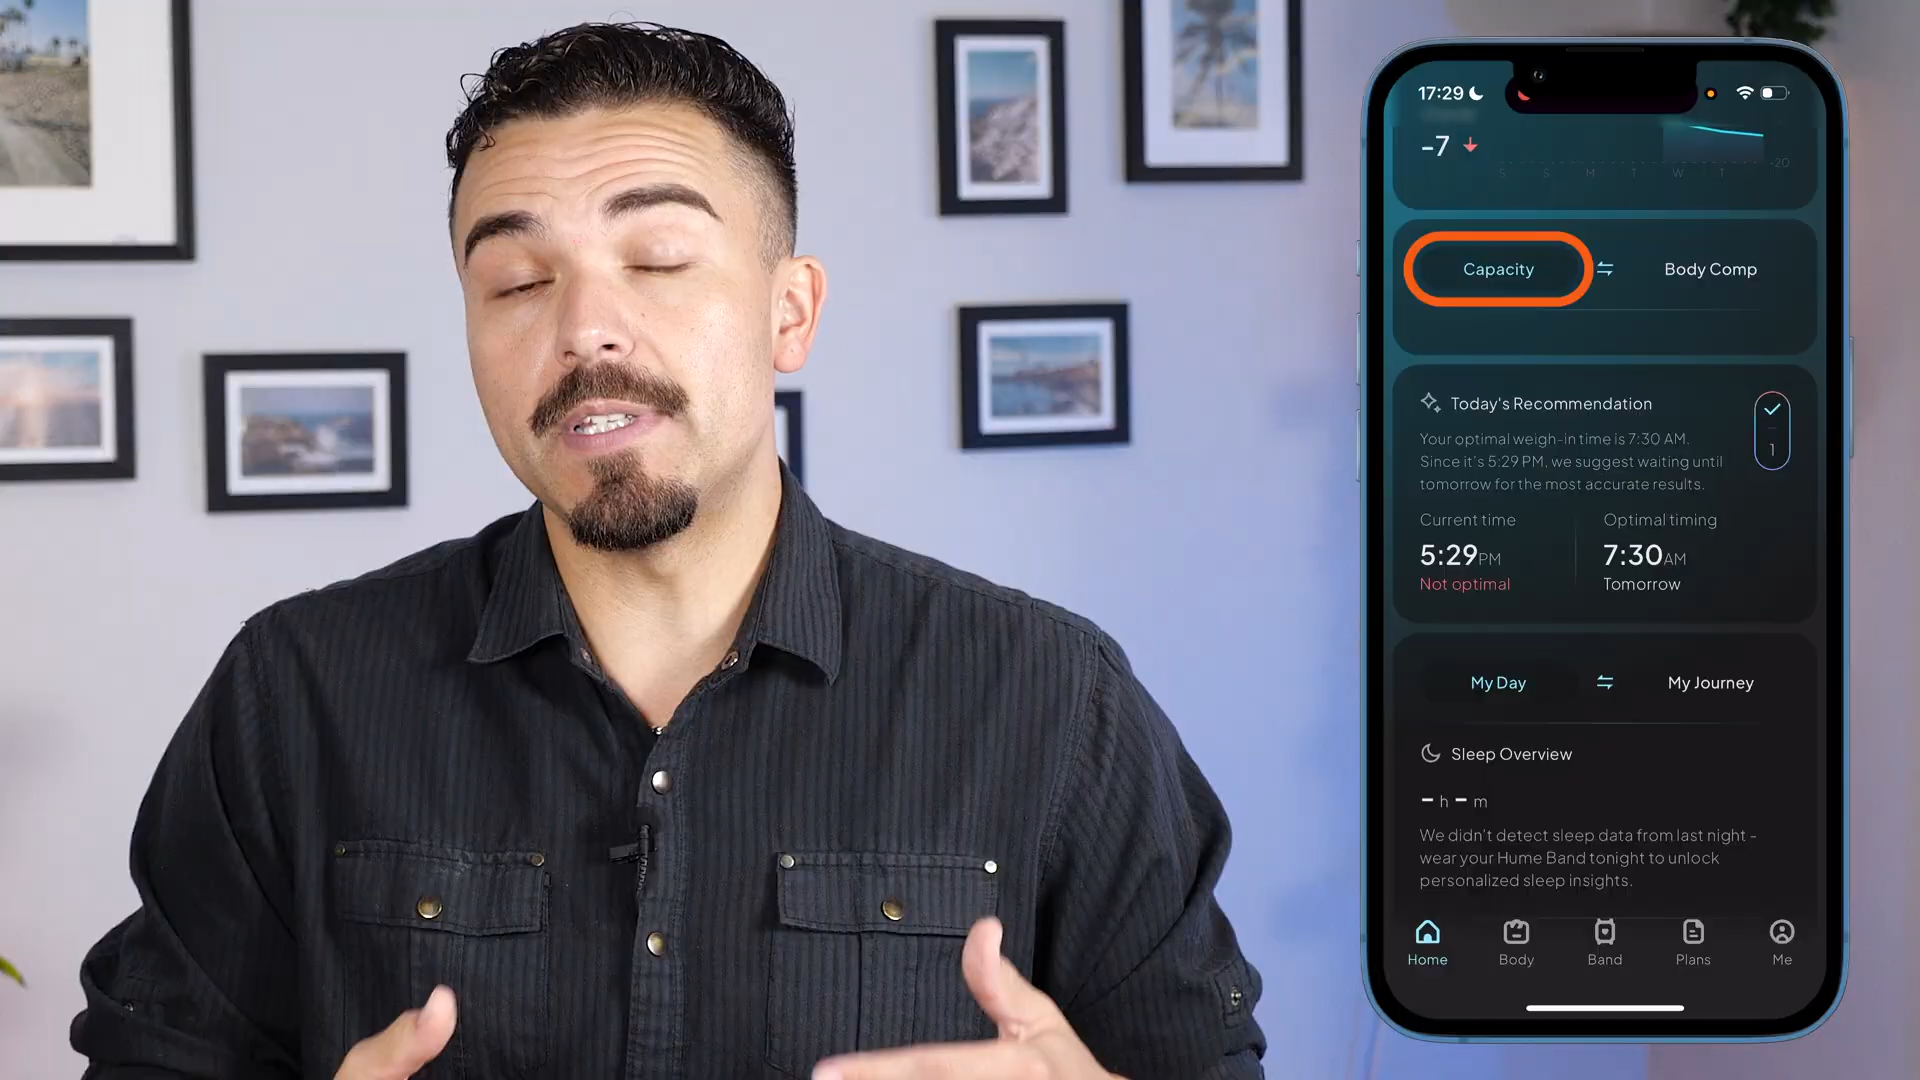 17:29
-7
-20
S S M T W T
Capacity
Body Comp
Today's Recommendation
Your optimal weigh-in time is 7:30 AM.
Since it's 5:29 PM, we suggest waiting until
tomorrow for the most accurate results.
1
Current time
Optimal timing
5:29PM
7:30AM
Not optimal
Tomorrow
My Day
My Journey
Sleep Overview
- h - m
We didn't detect sleep data from last night -
wear your Hume Band tonight to unlock
personalized sleep insights.
Home
Body
Band
Plans
Me